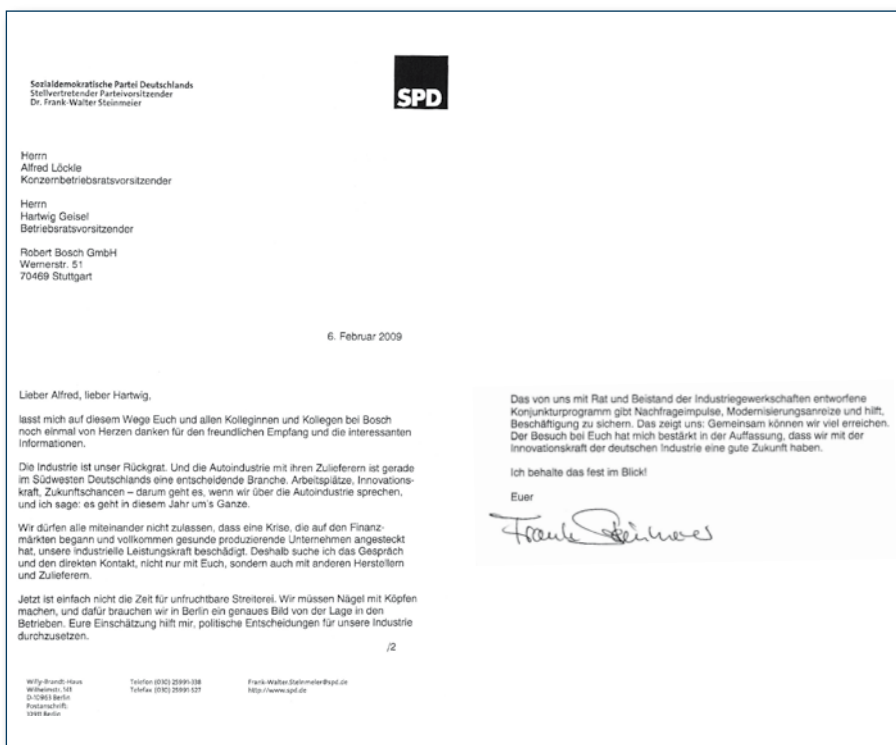 Sozialdemokratische Partei Deutschlands
Stellvertretender Parteivorsitzender
Dr. Frank-Walter Steinmeier
SPD
Herrn
Alfred Löckle
Konzernbetriebsratsvorsitzender
Herrn
Hartwig Geisel
Betriebsratsvorsitzender
Robert Bosch GmbH
Wernerstr. 51
70469 Stuttgart
6. Februar 2009
Lieber Alfred, lieber Hartwig,
lasst mich auf diesem Wege Euch und allen Kolleginnen und Kollegen bei Bosch
noch einmal von Herzen danken für den freundlichen Empfang und die interessanten
Informationen.
Die Industrie ist unser Rückgrat. Und die Autoindustrie mit ihren Zulieferern ist gerade
im Südwesten Deutschlands eine entscheidende Branche. Arbeitsplätze, Innovations-
kraft, Zukunftschancen – darum geht es, wenn wir über die Autoindustrie sprechen,
und ich sage: es geht in diesem Jahr um's Ganze.
Wir dürfen alle miteinander nicht zulassen, dass eine Krise, die auf den Finanz-
märkten begann und vollkommen gesunde produzierende Unternehmen angesteckt
hat, unsere industrielle Leistungskraft beschädigt. Deshalb suche ich das Gespräch
und den direkten Kontakt, nicht nur mit Euch, sondern auch mit anderen Herstellern
und Zulieferern.
Jetzt ist einfach nicht die Zeit für unfruchtbare Streiterei. Wir müssen Nägel mit Köpfen
machen, und dafür brauchen wir in Berlin ein genaues Bild von der Lage in den
Betrieben. Eure Einschätzung hilft mir, politische Entscheidungen für unsere Industrie
durchzusetzen.
/2
Willy-Brandt-Haus
Wilhelmstr. 141
D-10963 Berlin
Postanschrift:
10911 Berlin
Telefon (030) 25991-338
Telefax (030) 25991-527
Frank-Walter.Steinmeier@spd.de
http://www.spd.de
Das von uns mit Rat und Beistand der Industriegewerkschaften entworfene
Konjunkturprogramm gibt Nachfrageimpulse, Modernisierungsanreize und hilft,
Beschäftigung zu sichern. Das zeigt uns: Gemeinsam können wir viel erreichen.
Der Besuch bei Euch hat mich bestärkt in der Auffassung, dass wir mit der
Innovationskraft der deutschen Industrie eine gute Zukunft haben.
Ich behalte das fest im Blick!
Euer
Frank Steinmeier